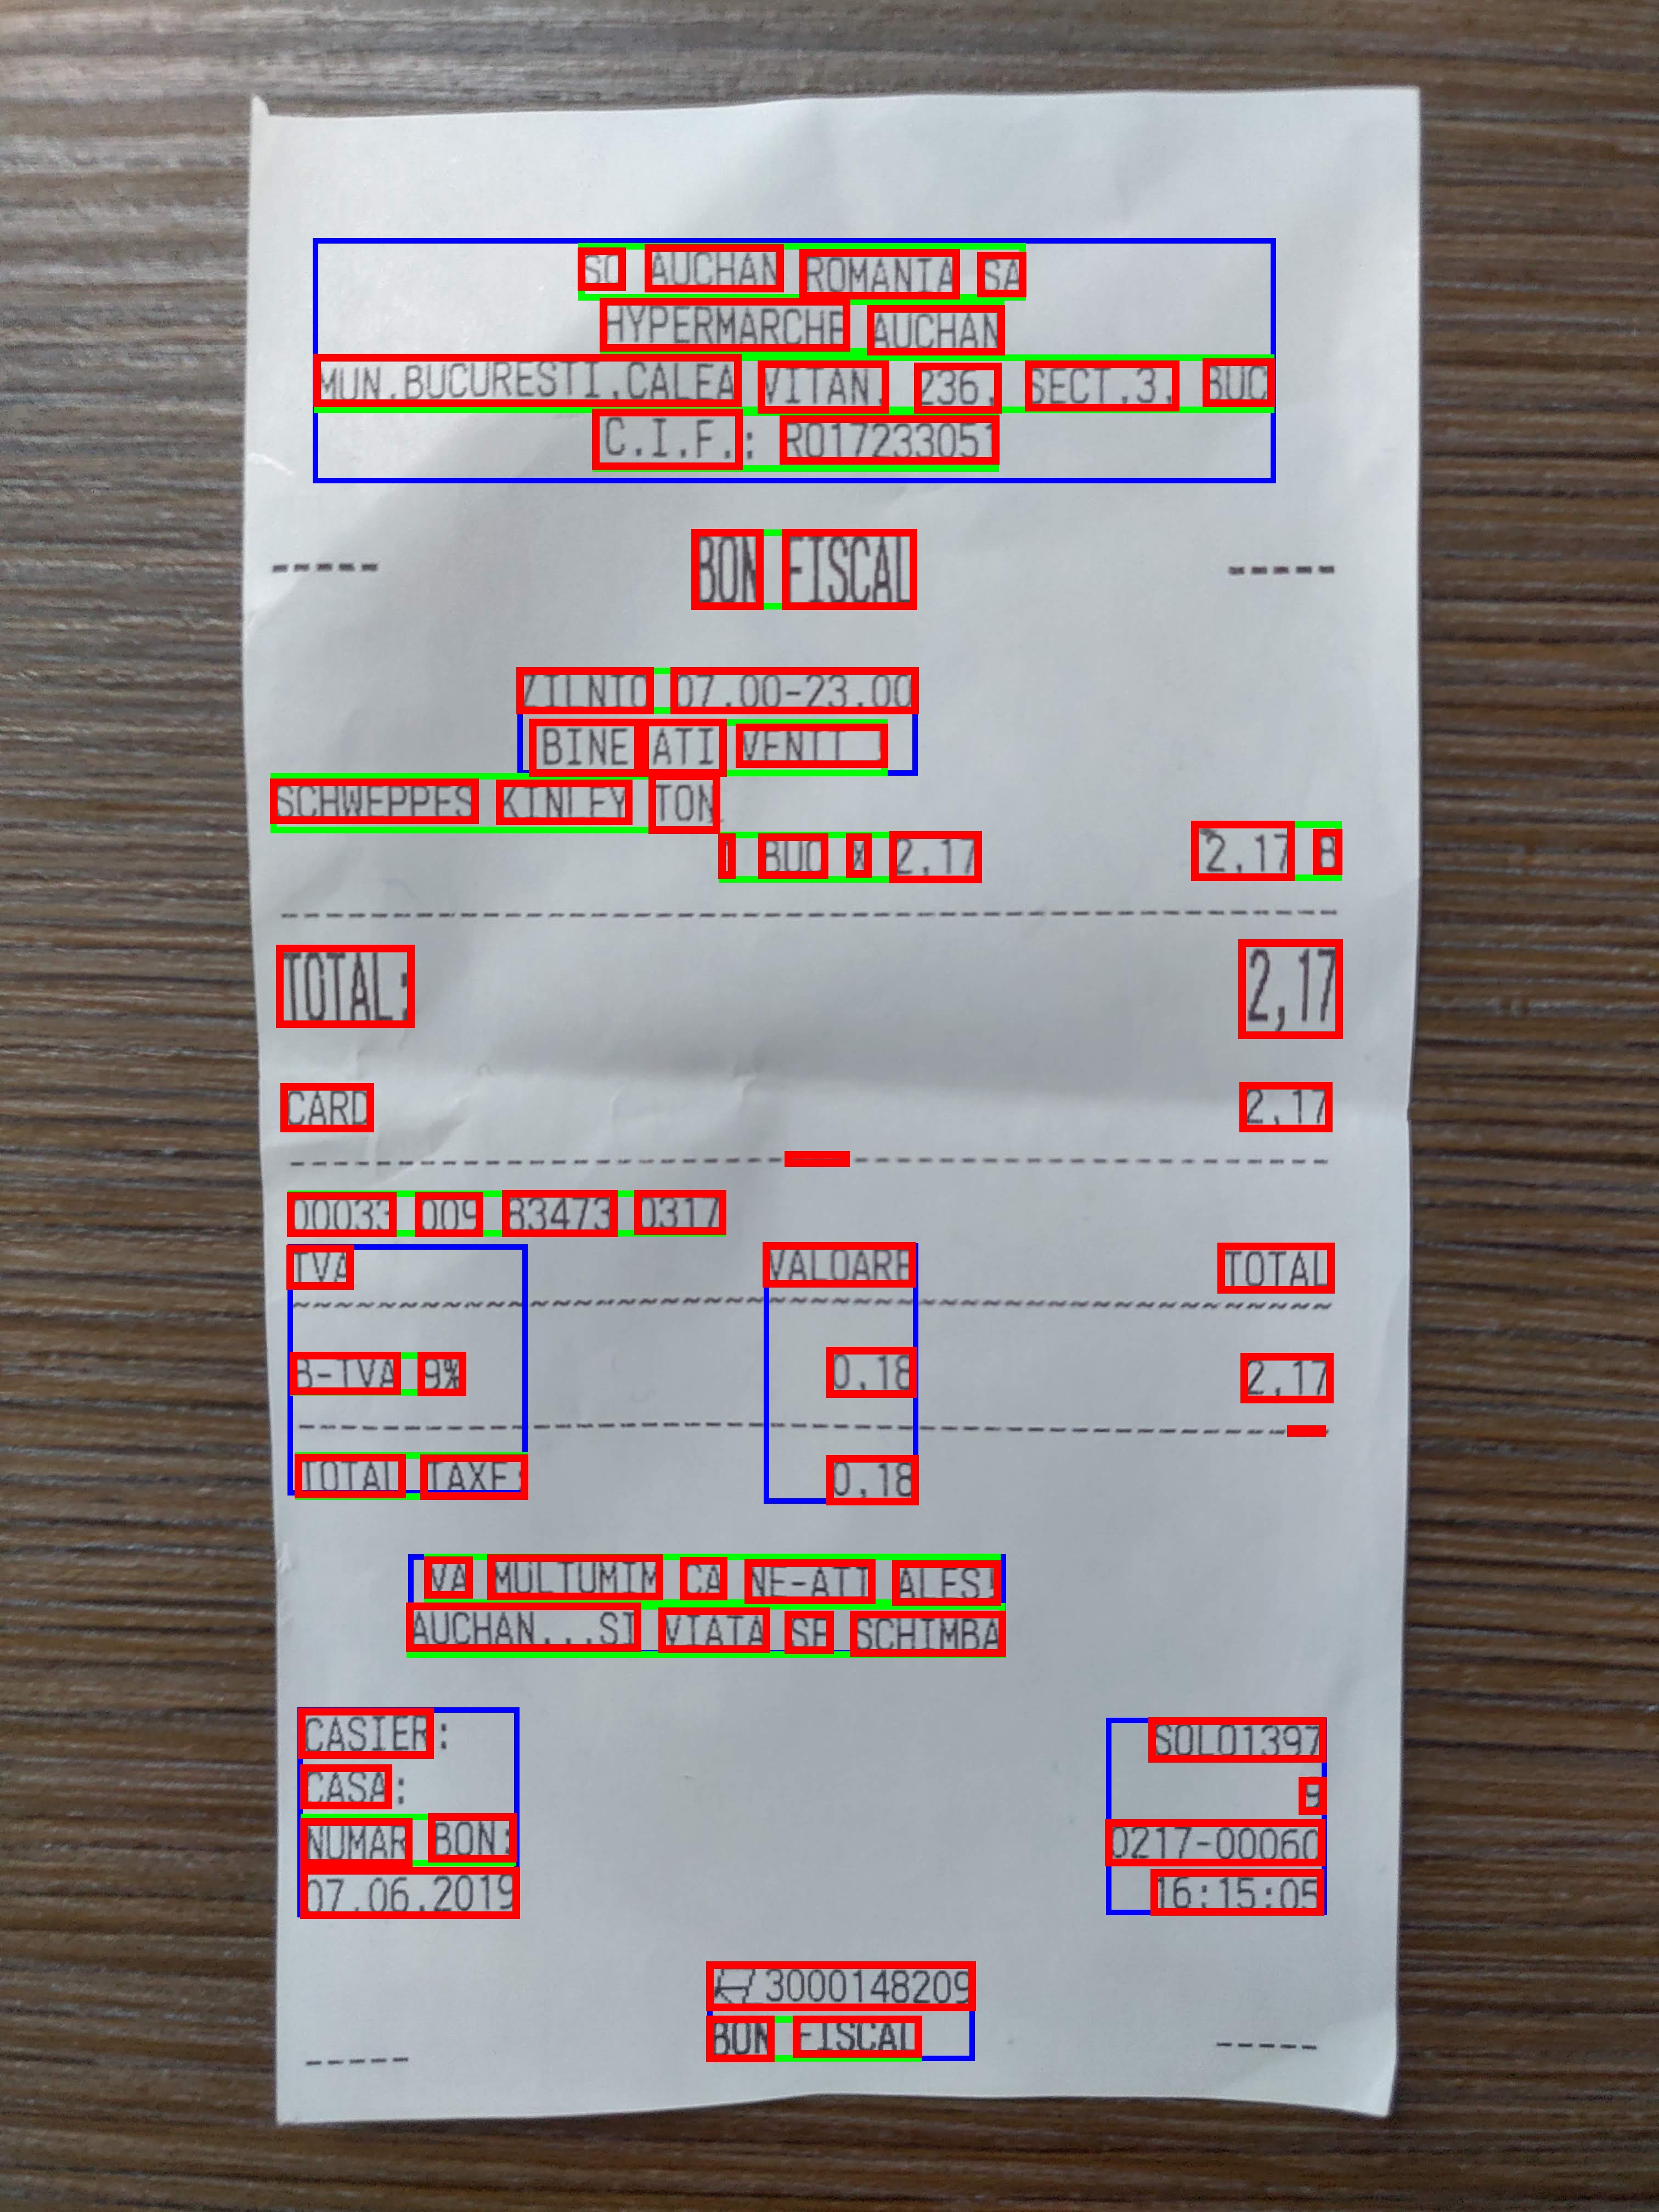 SC AUCHAN ROMANIA SA
HYPERMARCHE AUCHAN
MUN.BUCURESTI,CALEA VITAN, 236, SECT.3, BUC
C.I.F.: RO17233051
----- BON FISCAL -----
ZILNIC 07.00-23.00
BINE ATI VENIT !
SCHWEPPES KINLEY TON
1 BUC X 2,17 2,17 B
TOTAL: 2,17
CARD 2,17
00033 009 83473 0317
TVA VALOARE TOTAL
B-TVA 9% 0,18 2,17
TOTAL TAXE: 0,18
VA MULTUMIM CA NE-ATI ALES!
AUCHAN...SI VIATA SE SCHIMBA
CASIER: SOLO1397
CASA: 9
NUMAR BON: 0217-00060
07.06.2019 16:15:05
3000148209
----- BON FISCAL -----